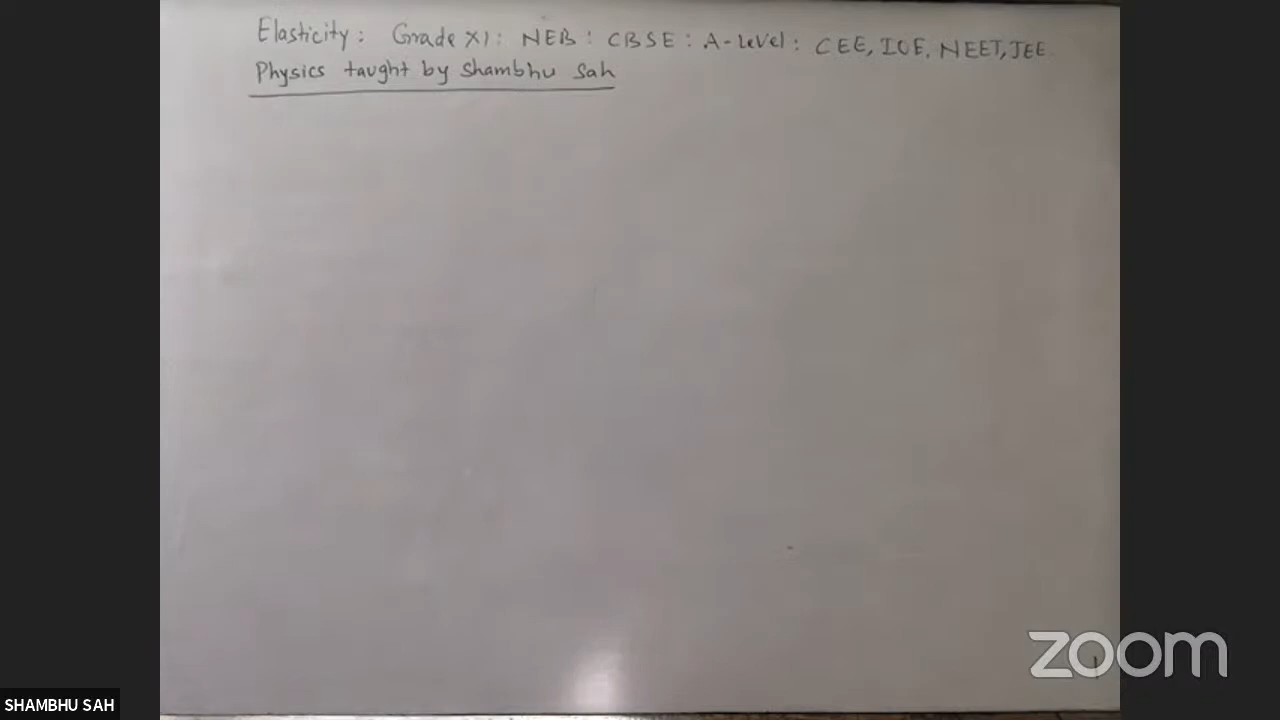 Elasticity: Grade XI: NEB: CBSE: A-Level: CEE, IOE, NEET, JEE.
Physics taught by Shambhu Sah
zoom
SHAMBHU SAH